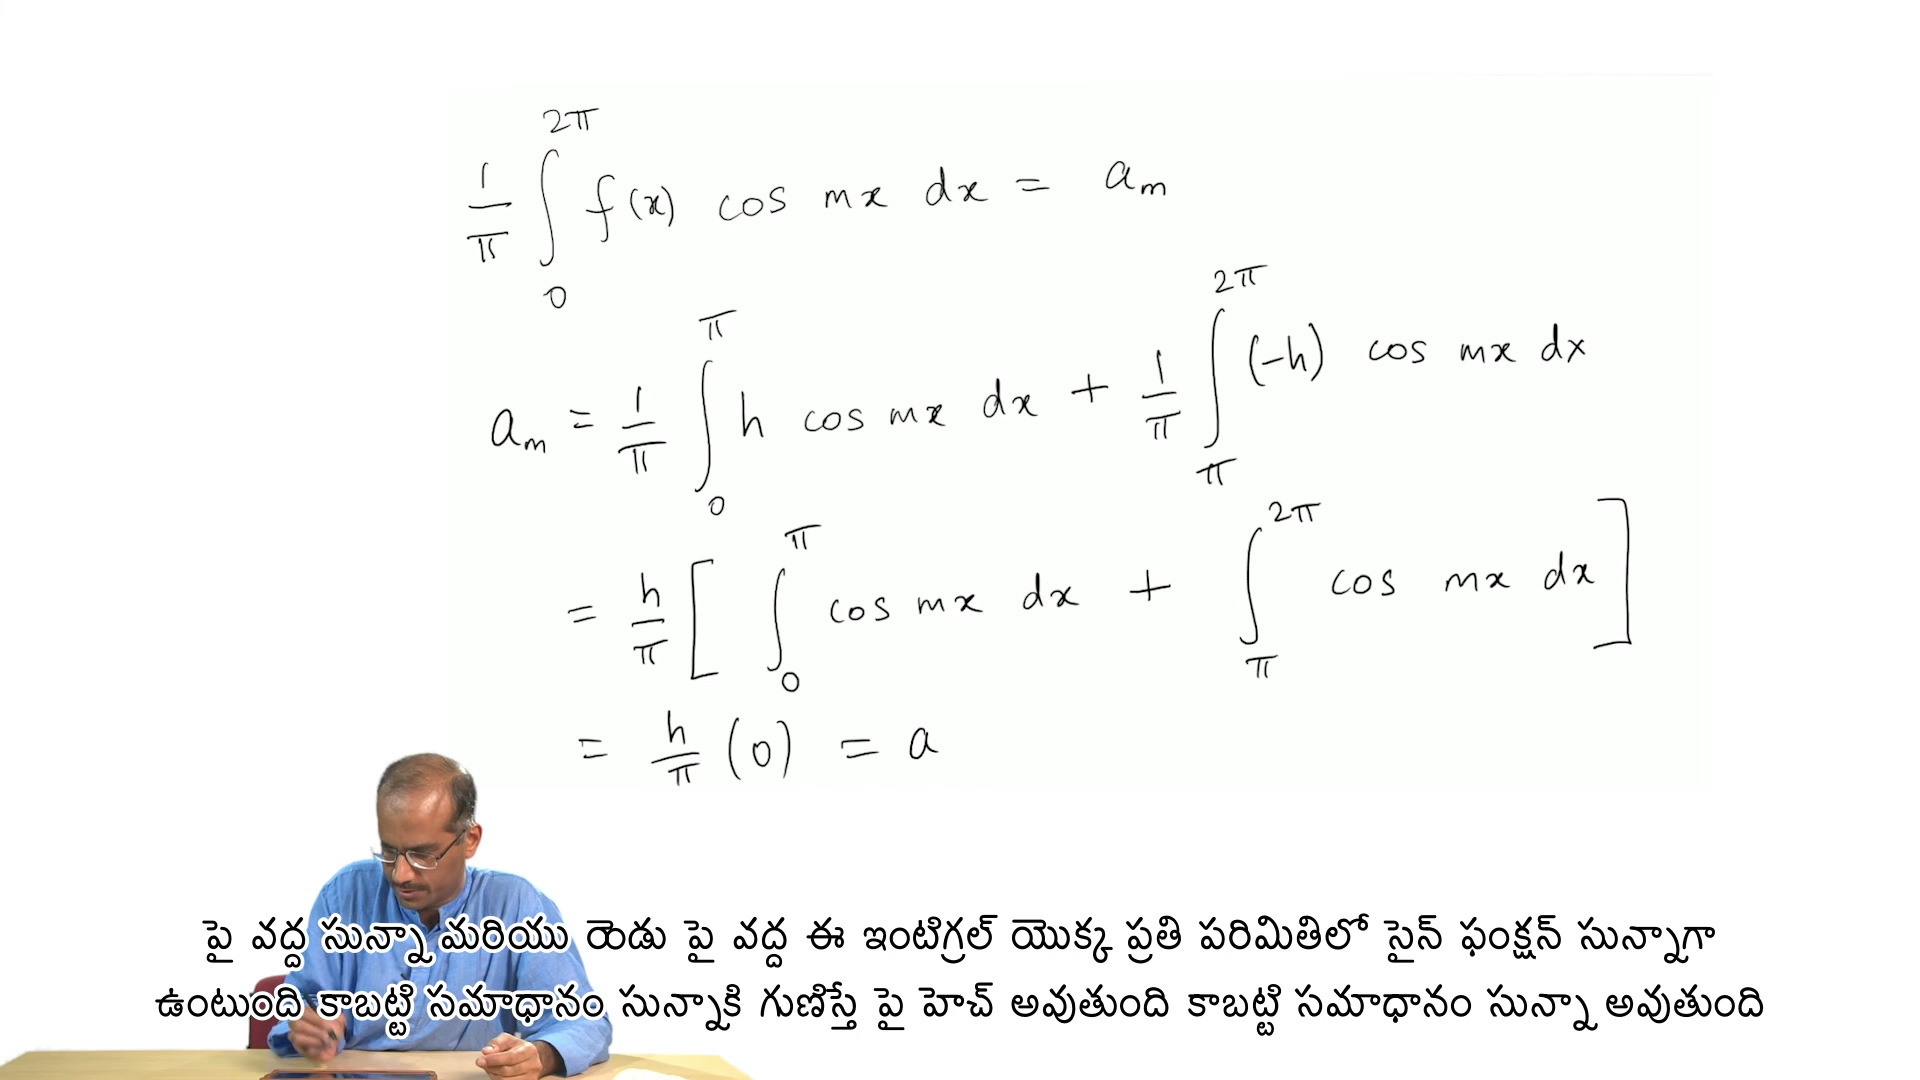 1/π ∫₀^2π f(x) cos mx dx = aₘ
aₘ = 1/π ∫₀^π h cos mx dx + 1/π ∫_π^2π (-h) cos mx dx
= h/π [ ∫₀^π cos mx dx + ∫_π^2π cos mx dx ]
= h/π (0) = a
పై వద్ద సున్నా మరియు రెండు పై వద్ద ఈ ఇంటిగ్రల్ యొక్క ప్రతి పరిమితిలో సైన్ ఫంక్షన్ సున్నాగా
ఉంటుంది కాబట్టి సమాధానం సున్నాకి గుణిస్తే పై హెచ్ అవుతుంది కాబట్టి సమాధానం సున్నా అవుతుంది